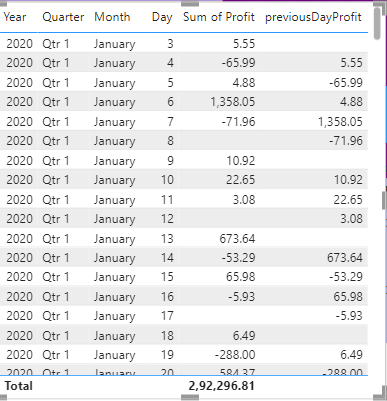 Year Quarter Month Day Sum of Profit previousDayProfit
2020 Qtr 1 January 3 5.55
2020 Qtr 1 January 4 -65.99 5.55
2020 Qtr 1 January 5 4.88 -65.99
2020 Qtr 1 January 6 1,358.05 4.88
2020 Qtr 1 January 7 -71.96 1,358.05
2020 Qtr 1 January 8 -71.96
2020 Qtr 1 January 9 10.92
2020 Qtr 1 January 10 22.65 10.92
2020 Qtr 1 January 11 3.08 22.65
2020 Qtr 1 January 12 3.08
2020 Qtr 1 January 13 673.64
2020 Qtr 1 January 14 -53.29 673.64
2020 Qtr 1 January 15 65.98 -53.29
2020 Qtr 1 January 16 -5.93 65.98
2020 Qtr 1 January 17 -5.93
2020 Qtr 1 January 18 6.49
2020 Qtr 1 January 19 -288.00 6.49
2020 Qtr 1 January 20 584.37 -288.00
Total 2,92,296.81